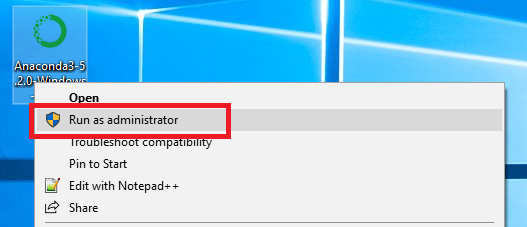 Anaconda3-5
.2.0-Windows
Open
Run as administrator
Troubleshoot compatibility
Pin to Start
Edit with Notepad++
Share